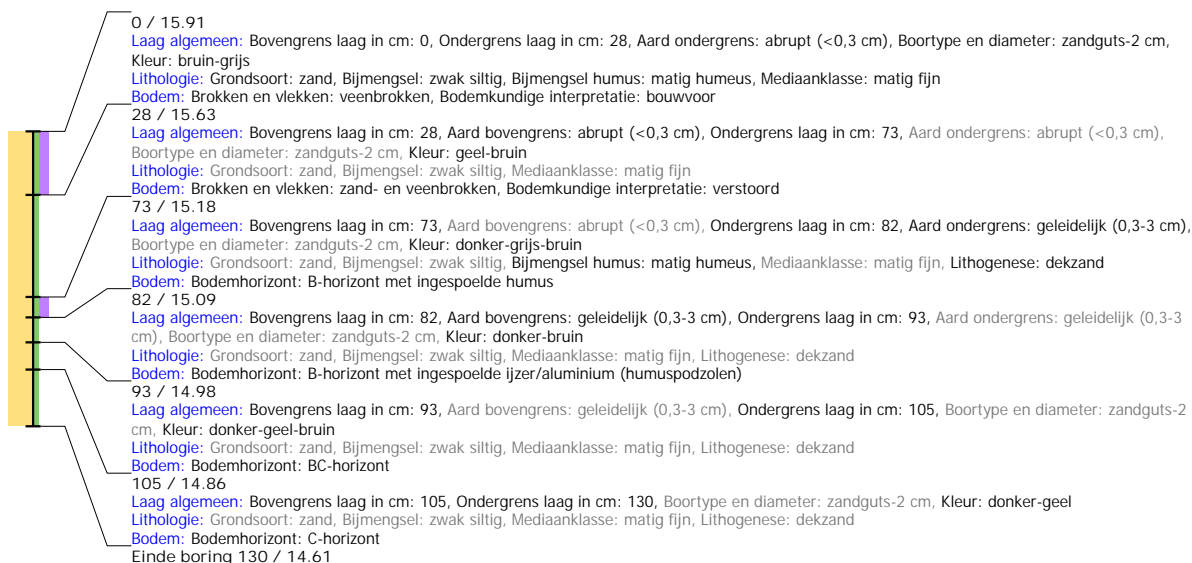 0 / 15.91
Laag algemeen: Bovengrens laag in cm: 0, Ondergrens laag in cm: 28, Aard ondergrens: abrupt (<0,3 cm), Boortype en diameter: zandguts-2 cm,
Kleur: bruin-grijs
Lithologie: Grondsoort: zand, Bijmengsel: zwak siltig, Bijmengsel humus: matig humeus, Mediaanklasse: matig fijn
Bodem: Brokken en vlekken: veenbrokken, Bodemkundige interpretatie: bouwvoor
28 / 15.63
Laag algemeen: Bovengrens laag in cm: 28, Aard bovengrens: abrupt (<0,3 cm), Ondergrens laag in cm: 73, Aard ondergrens: abrupt (<0,3 cm),
Boortype en diameter: zandguts-2 cm, Kleur: geel-bruin
Lithologie: Grondsoort: zand, Bijmengsel: zwak siltig, Mediaanklasse: matig fijn
Bodem: Brokken en vlekken: zand- en veenbrokken, Bodemkundige interpretatie: verstoord
73 / 15.18
Laag algemeen: Bovengrens laag in cm: 73, Aard bovengrens: abrupt (<0,3 cm), Ondergrens laag in cm: 82, Aard ondergrens: geleidelijk (0,3-3 cm),
Boortype en diameter: zandguts-2 cm, Kleur: donker-grijs-bruin
Lithologie: Grondsoort: zand, Bijmengsel: zwak siltig, Bijmengsel humus: matig humeus, Mediaanklasse: matig fijn, Lithogenese: dekzand
Bodem: Bodemhorizont: B-horizont met ingespoelde humus
82 / 15.09
Laag algemeen: Bovengrens laag in cm: 82, Aard bovengrens: geleidelijk (0,3-3 cm), Ondergrens laag in cm: 93, Aard ondergrens: geleidelijk (0,3-3
cm), Boortype en diameter: zandguts-2 cm, Kleur: donker-bruin
Lithologie: Grondsoort: zand, Bijmengsel: zwak siltig, Mediaanklasse: matig fijn, Lithogenese: dekzand
Bodem: Bodemhorizont: B-horizont met ingespoelde ijzer/aluminium (humuspodzolen)
93 / 14.98
Laag algemeen: Bovengrens laag in cm: 93, Aard bovengrens: geleidelijk (0,3-3 cm), Ondergrens laag in cm: 105, Boortype en diameter: zandguts-2
cm, Kleur: donker-geel-bruin
Lithologie: Grondsoort: zand, Bijmengsel: zwak siltig, Mediaanklasse: matig fijn, Lithogenese: dekzand
Bodem: Bodemhorizont: BC-horizont
105 / 14.86
Laag algemeen: Bovengrens laag in cm: 105, Ondergrens laag in cm: 130, Boortype en diameter: zandguts-2 cm, Kleur: donker-geel
Lithologie: Grondsoort: zand, Bijmengsel: zwak siltig, Mediaanklasse: matig fijn, Lithogenese: dekzand
Bodem: Bodemhorizont: C-horizont
Einde boring 130 / 14.61